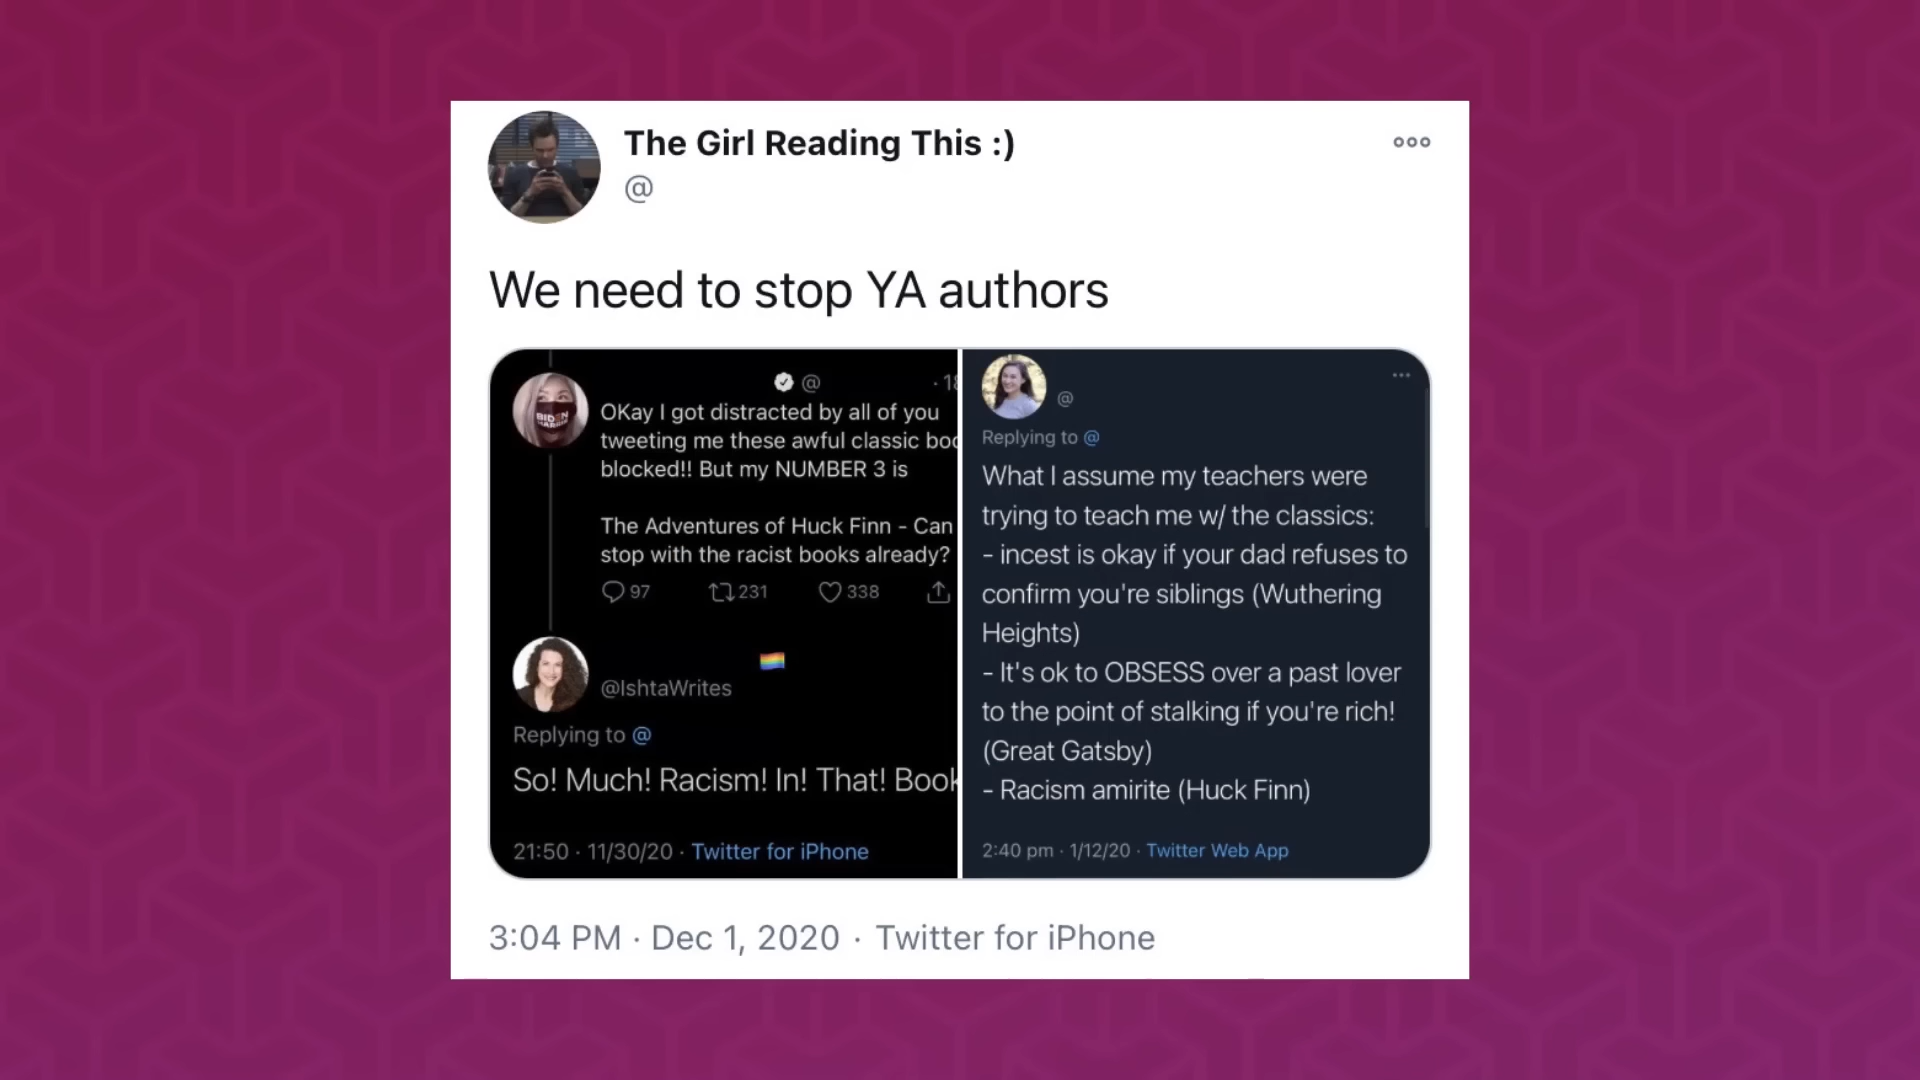 The Girl Reading This :)
@
We need to stop YA authors
@ · 18
OKay I got distracted by all of you
tweeting me these awful classic boo
blocked!! But my NUMBER 3 is
The Adventures of Huck Finn - Can
stop with the racist books already?
97 231 338
@IshtaWrites
Replying to @
So! Much! Racism! In! That! Book
21:50 · 11/30/20 · Twitter for iPhone
@
Replying to @
What I assume my teachers were
trying to teach me w/ the classics:
- incest is okay if your dad refuses to
confirm you're siblings (Wuthering
Heights)
- It's ok to OBSESS over a past lover
to the point of stalking if you're rich!
(Great Gatsby)
- Racism amirite (Huck Finn)
2:40 pm · 1/12/20 · Twitter Web App
3:04 PM · Dec 1, 2020 · Twitter for iPhone